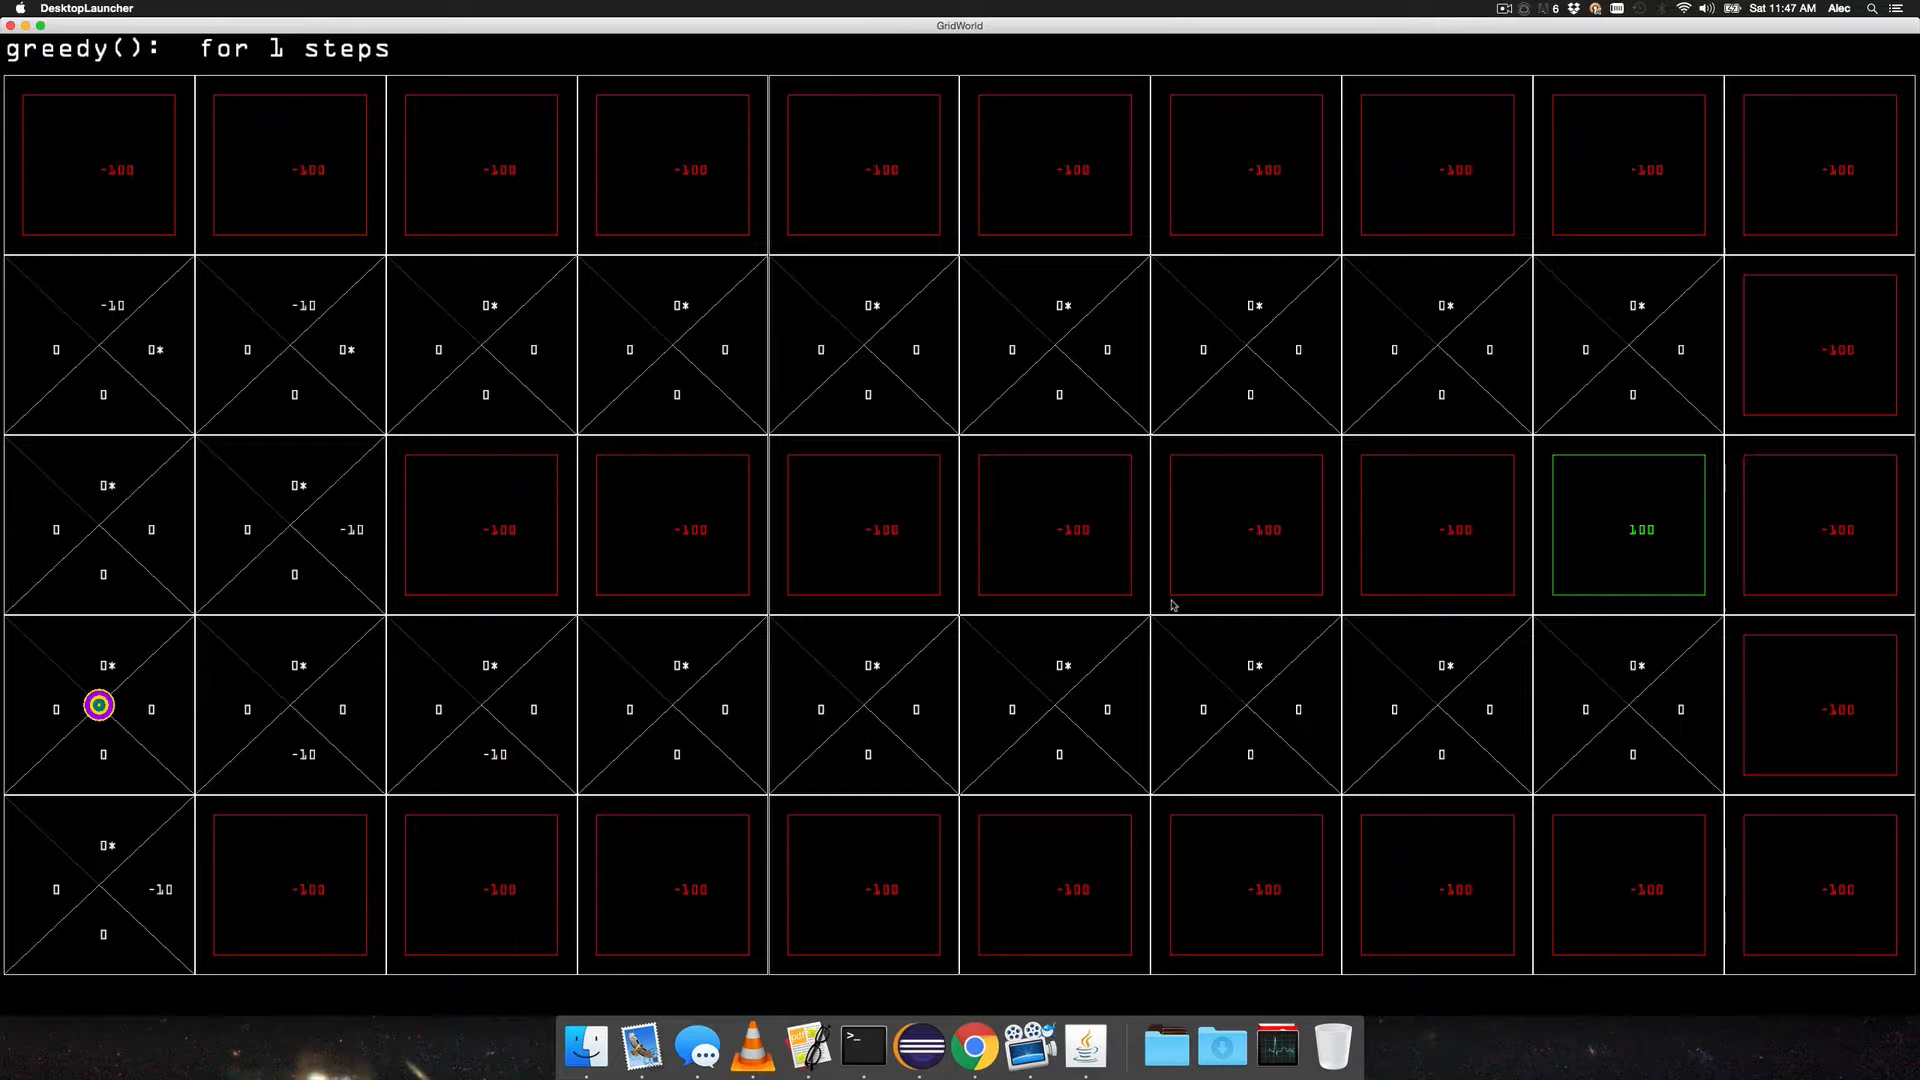 DesktopLauncher 6 Sat 11:47 AM Alec
GridWorld
greedy(): for 1 steps
-100 -100 -100 -100 -100 -100 -100 -100 -100 -100
-10 -10 0* 0* 0* 0* 0* 0* 0*
0 0* 0 0* 0 0 0 0 0 0 0 0 0 0 0 0 0 0 -100
0 0 0 0 0 0 0 0 0
0* 0*
0 0 0 -10 -100 -100 -100 -100 -100 -100 100 -100
0 0
0* 0* 0* 0* 0* 0* 0* 0* 0*
0 0 0 0 0 0 0 0 0 0 0 0 0 0 0 0 0 0 -100
0 -10 -10 0 0 0 0 0 0
0*
0 -10 -100 -100 -100 -100 -100 -100 -100 -100 -100
0